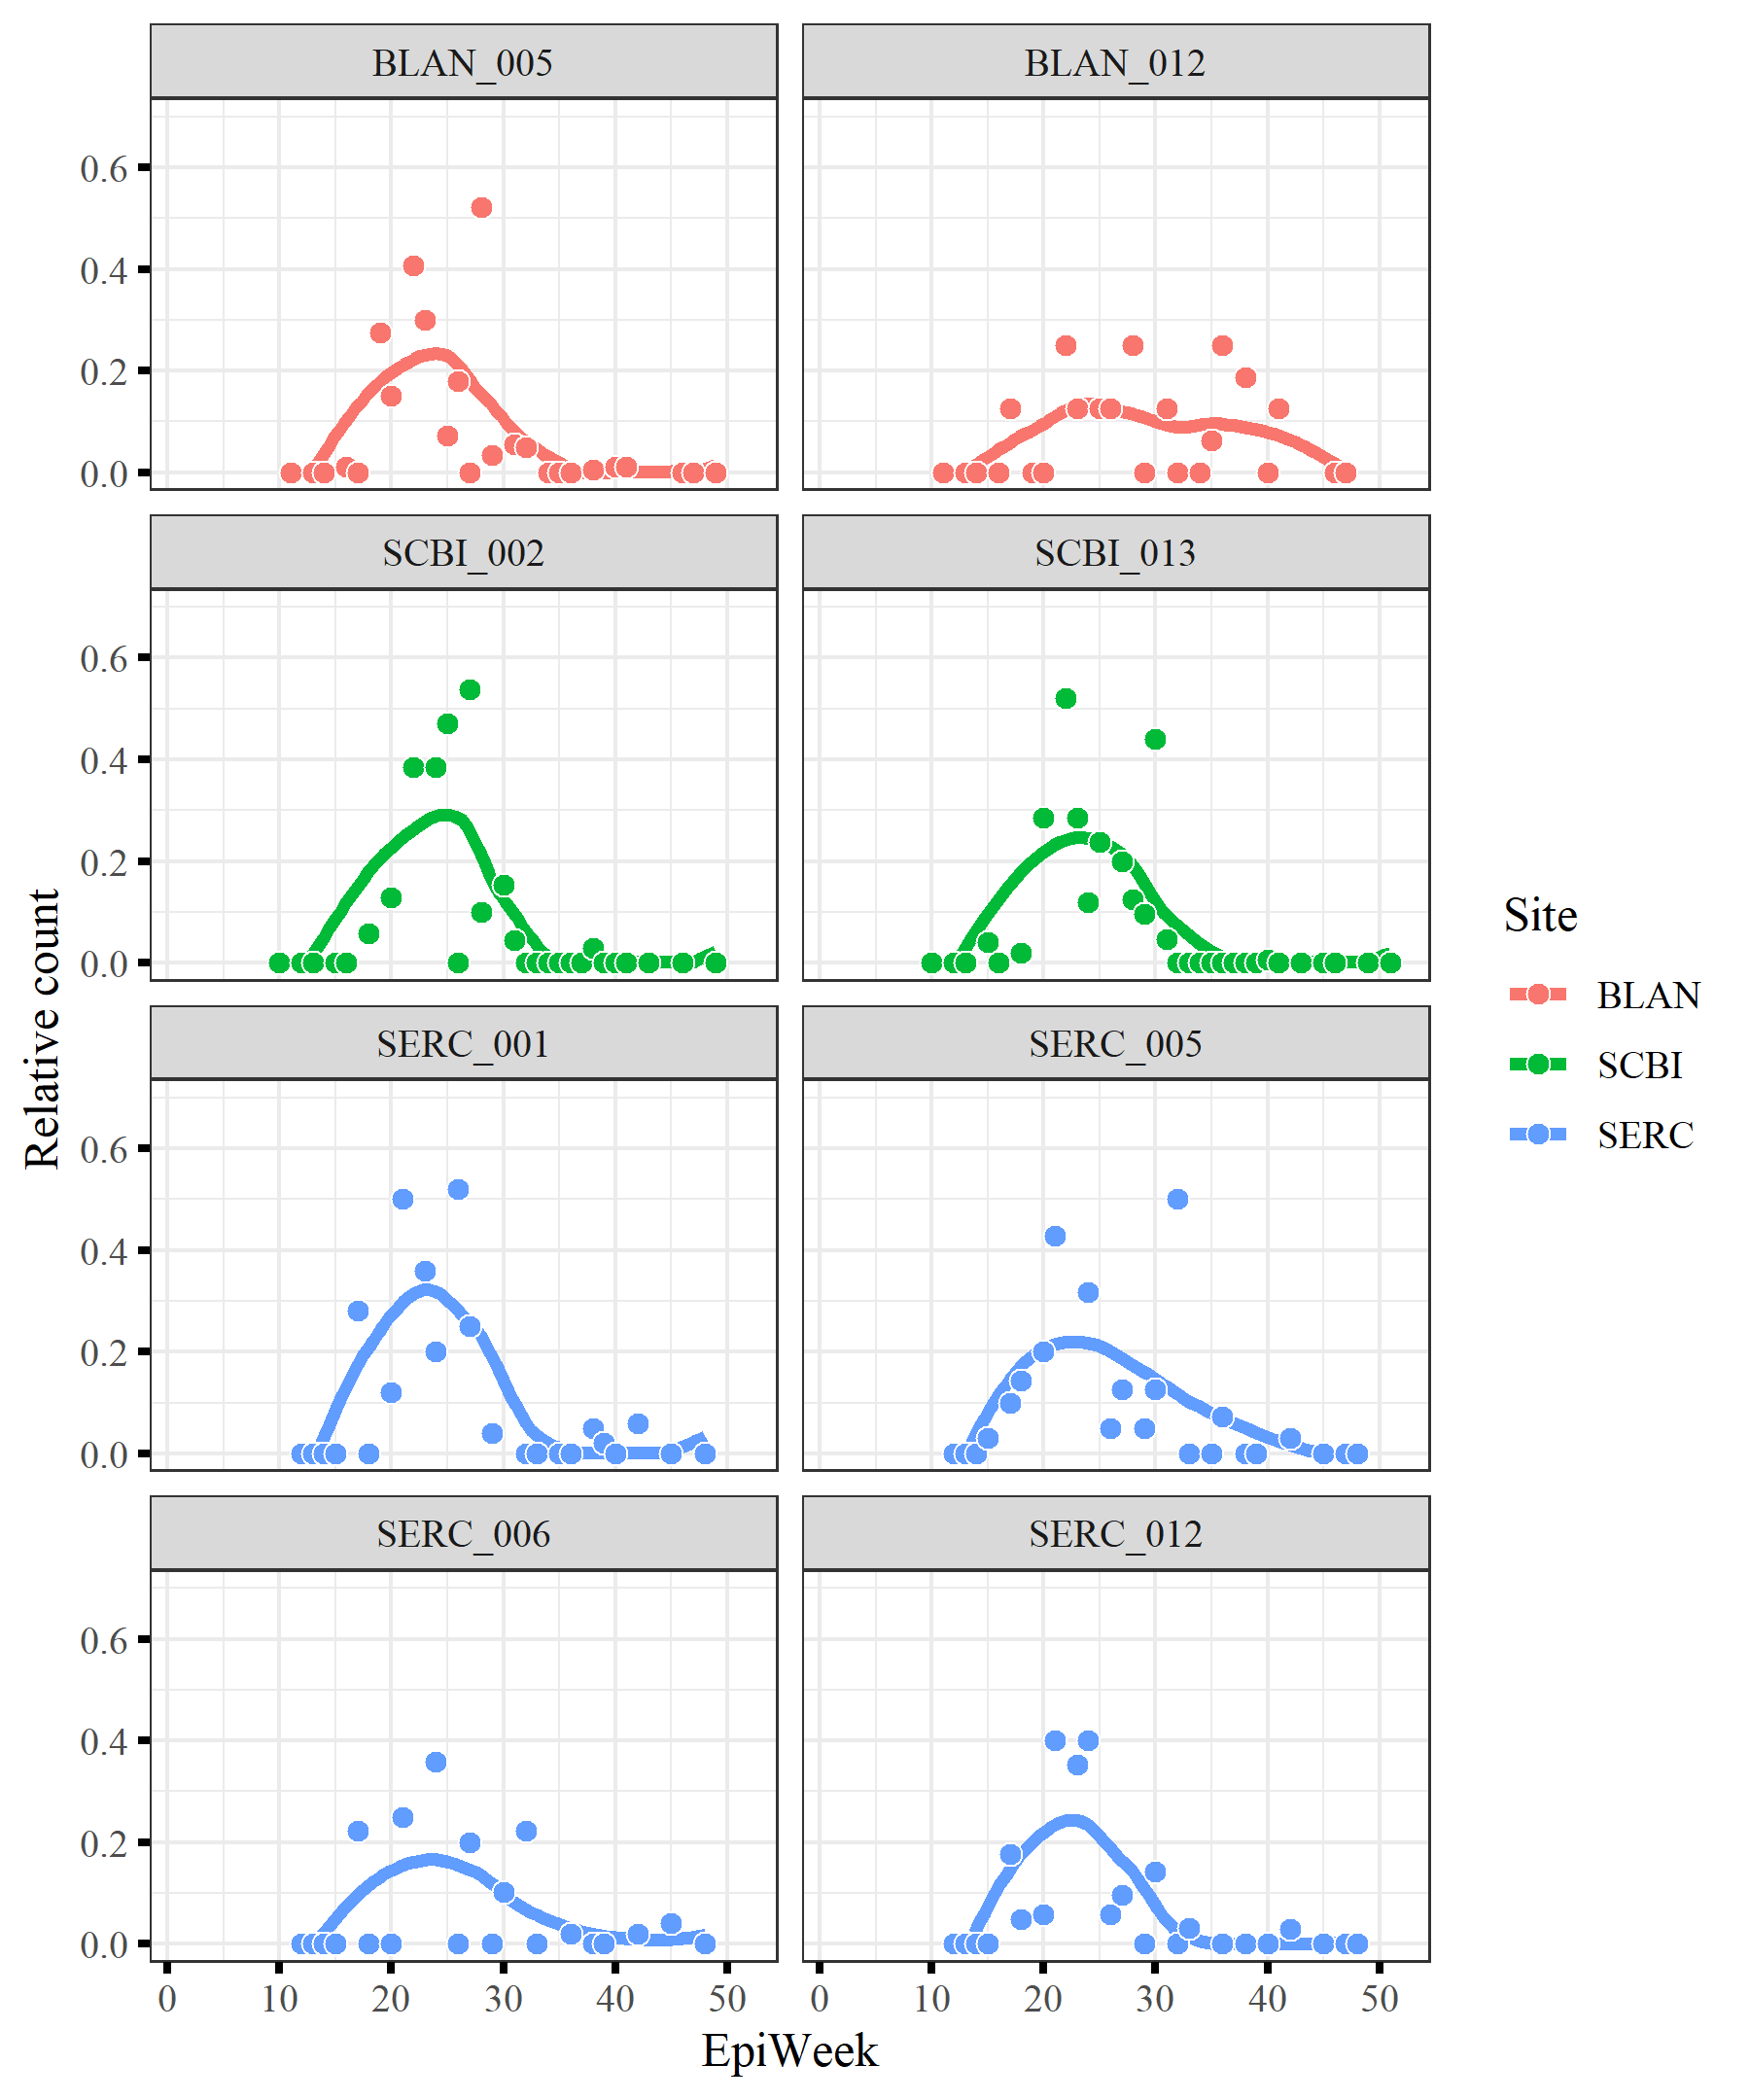 BLAN_005 BLAN_012
0.6
0.4
0.2
0.0
SCBI_002 SCBI_013
0.6
0.4
0.2
0.0
SERC_001 SERC_005
0.6
0.4
0.2
0.0
SERC_006 SERC_012
0.6
0.4
0.2
0.0
0 10 20 30 40 50 0 10 20 30 40 50
EpiWeek
Relative count
Site
BLAN
SCBI
SERC